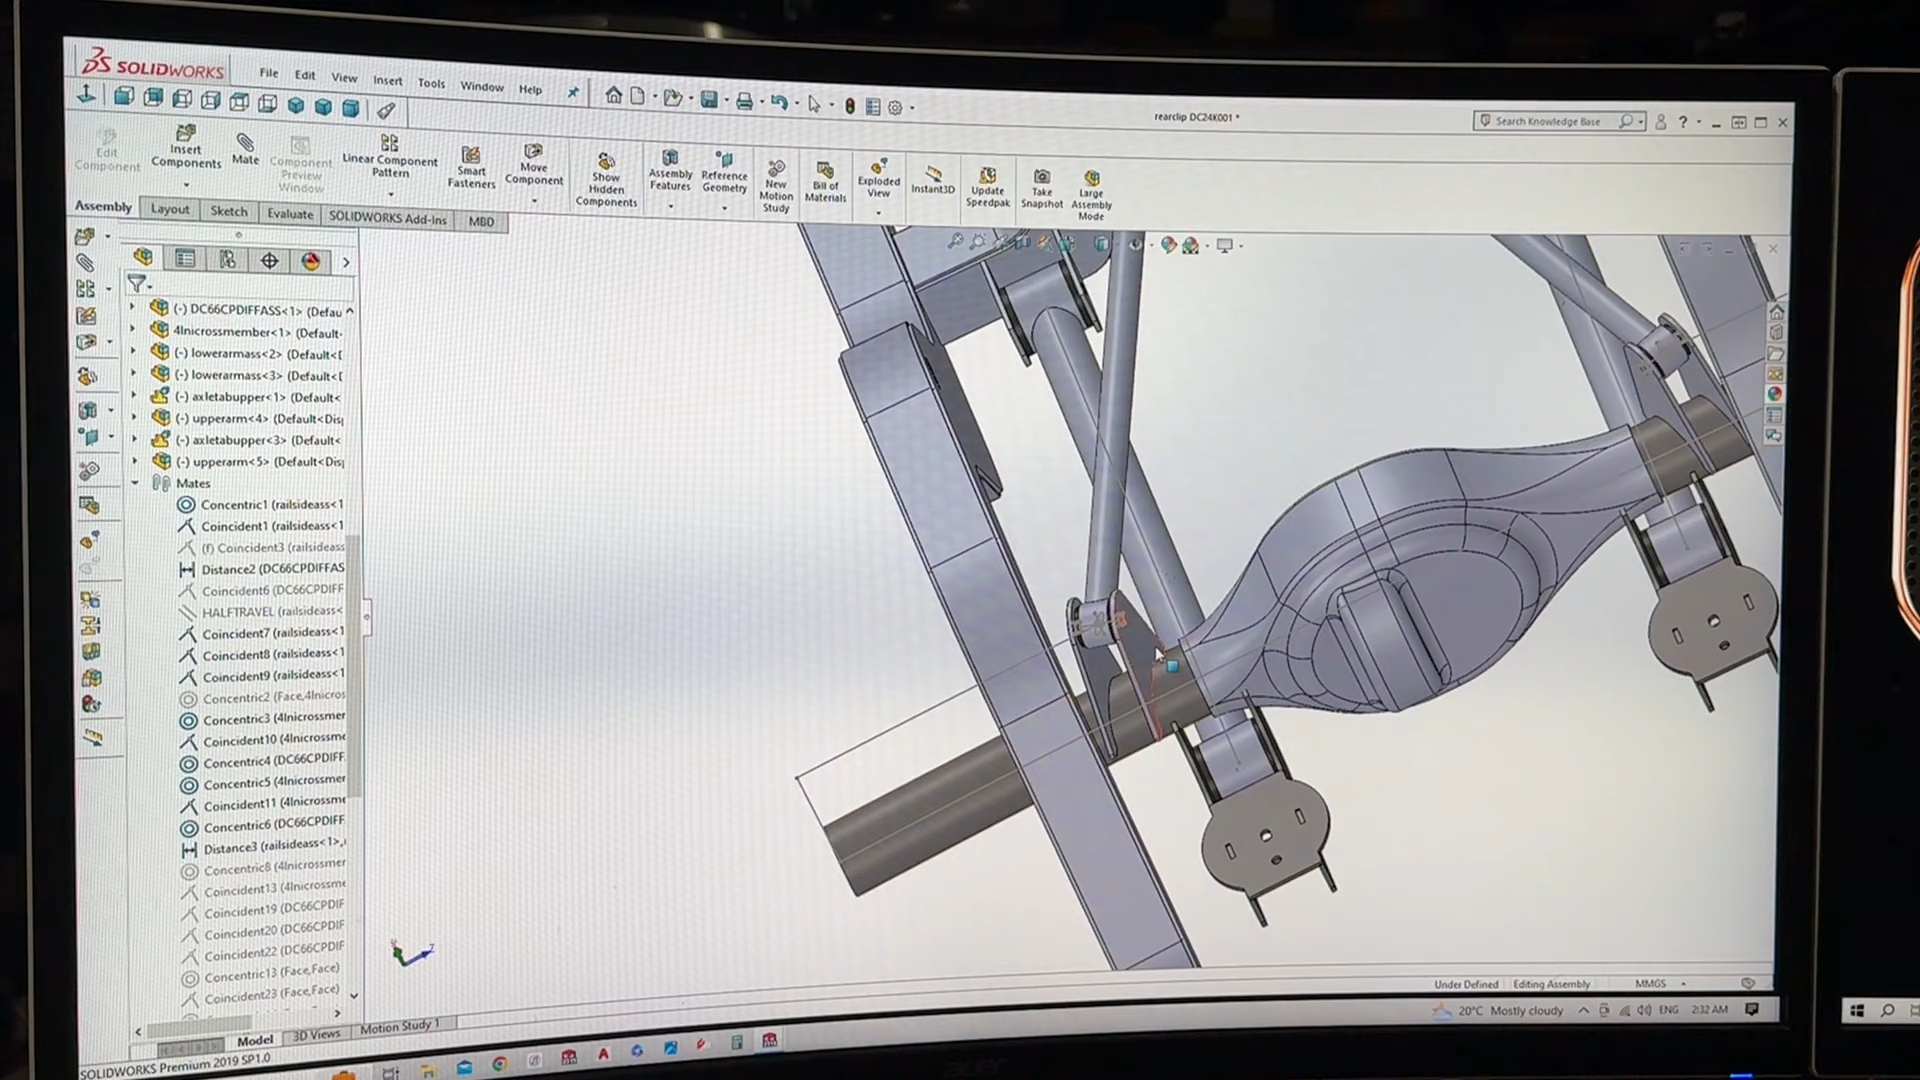 SOLIDWORKS
File Edit View Insert Tools Window Help
rearclip DC24K001 *
Search Knowledge Base
Edit Component
Insert Components
Mate
Component Preview Window
Linear Component Pattern
Smart Fasteners
Move Component
Show Hidden Components
Assembly Features
Reference Geometry
New Motion Study
Bill of Materials
Exploded View
Instant3D
Update Speedpak
Take Snapshot
Large Assembly Mode
Assembly Layout Sketch Evaluate SOLIDWORKS Add-Ins MBD
(-) DC66CPDIFFASS<1> (Defau
4lnicrossmember<1> (Default-
(-) lowerarmass<2> (Default<[
(-) lowerarmass<3> (Default<[
(-) axletabupper<1> (Default<
(-) upperarm<4> (Default<Disp
(-) axletabupper<3> (Default<
(-) upperarm<5> (Default<Disp
Mates
Concentric1 (railsideass<1
Coincident1 (railsideass<1
(f) Coincident3 (railsideass
Distance2 (DC66CPDIFFAS
Coincident6 (DC66CPDIFF
HALFTRAVEL (railsideass<
Coincident7 (railsideass<1
Coincident8 (railsideass<1
Coincident9 (railsideass<1
Concentric2 (Face,4lnicros
Concentric3 (4lnicrossmer
Coincident10 (4lnicrossme
Concentric4 (DC66CPDIFF
Concentric5 (4lnicrossmer
Coincident11 (4lnicrossme
Concentric6 (DC66CPDIFF
Distance3 (railsideass<1>,
Concentric8 (4lnicrossmer
Coincident13 (4lnicrossme
Coincident19 (DC66CPDIF
Coincident20 (DC66CPDIF
Coincident22 (DC66CPDIF
Concentric13 (Face,Face)
Coincident23 (Face,Face)
Model 3D Views Motion Study 1
Under Defined Editing Assembly MMGS
SOLIDWORKS Premium 2019 SP1.0
20°C Mostly cloudy ENG 2:32 AM
acer